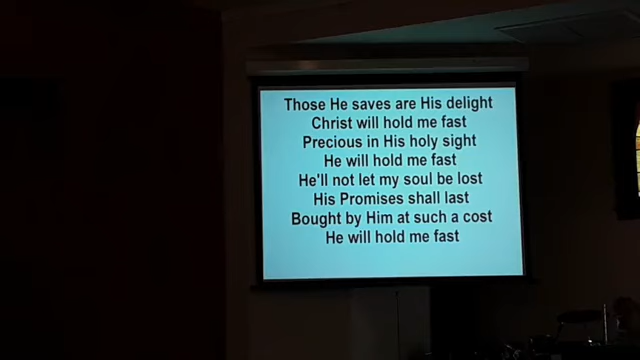 Those He saves are His delight
Christ will hold me fast
Precious in His holy sight
He will hold me fast
He'll not let my soul be lost
His Promises shall last
Bought by Him at such a cost
He will hold me fast